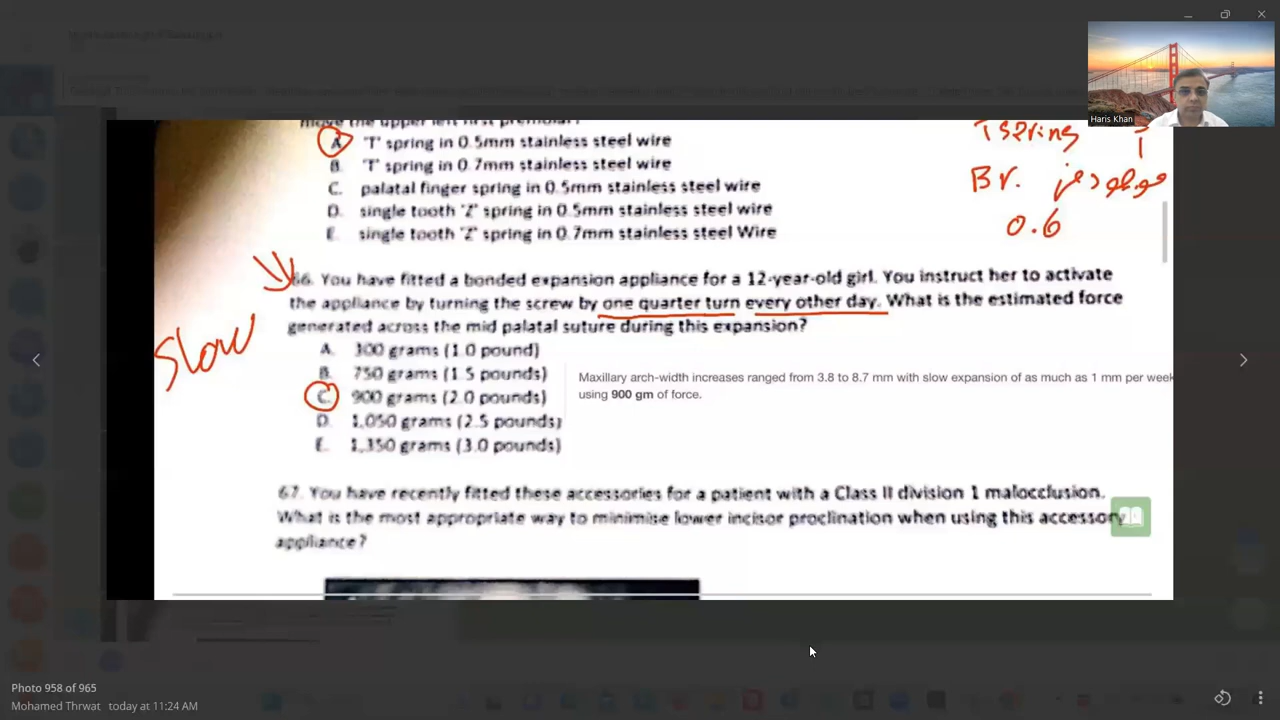 Haris Khan
A. 'T' spring in 0.5mm stainless steel wire
B. 'T' spring in 0.7mm stainless steel wire
C. palatal finger spring in 0.5mm stainless steel wire
D. single tooth 'Z' spring in 0.5mm stainless steel wire
E. single tooth 'Z' spring in 0.7mm stainless steel Wire
T spring
Br.
0.6
66. You have fitted a bonded expansion appliance for a 12-year-old girl. You instruct her to activate
the appliance by turning the screw by one quarter turn every other day. What is the estimated force
generated across the mid palatal suture during this expansion?
Slow
A. 300 grams (1.0 pound)
B. 750 grams (1.5 pounds)
C. 900 grams (2.0 pounds)
D. 1,050 grams (2.5 pounds)
E. 1,350 grams (3.0 pounds)
Maxillary arch-width increases ranged from 3.8 to 8.7 mm with slow expansion of as much as 1 mm per week
using 900 gm of force.
67. You have recently fitted these accessories for a patient with a Class II division 1 malocclusion.
What is the most appropriate way to minimise lower incisor proclination when using this accessory
appliance?
Photo 958 of 965
Mohamed Thrwat today at 11:24 AM